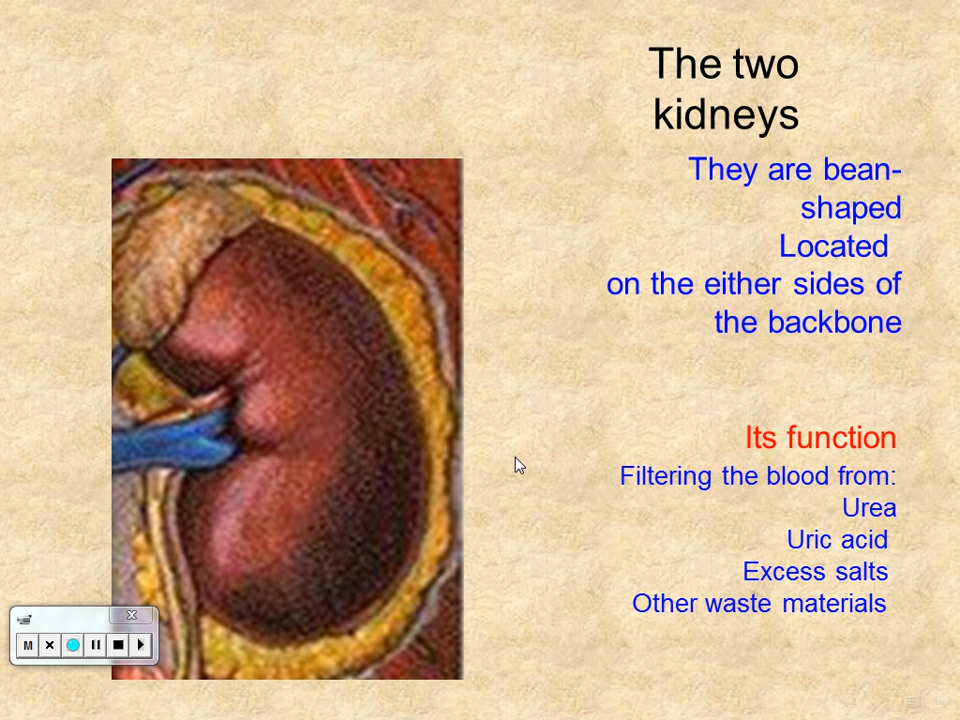 The two
kidneys
They are bean-
shaped
Located
on the either sides of
the backbone
Its function
Filtering the blood from:
Urea
Uric acid
Excess salts
Other waste materials
M